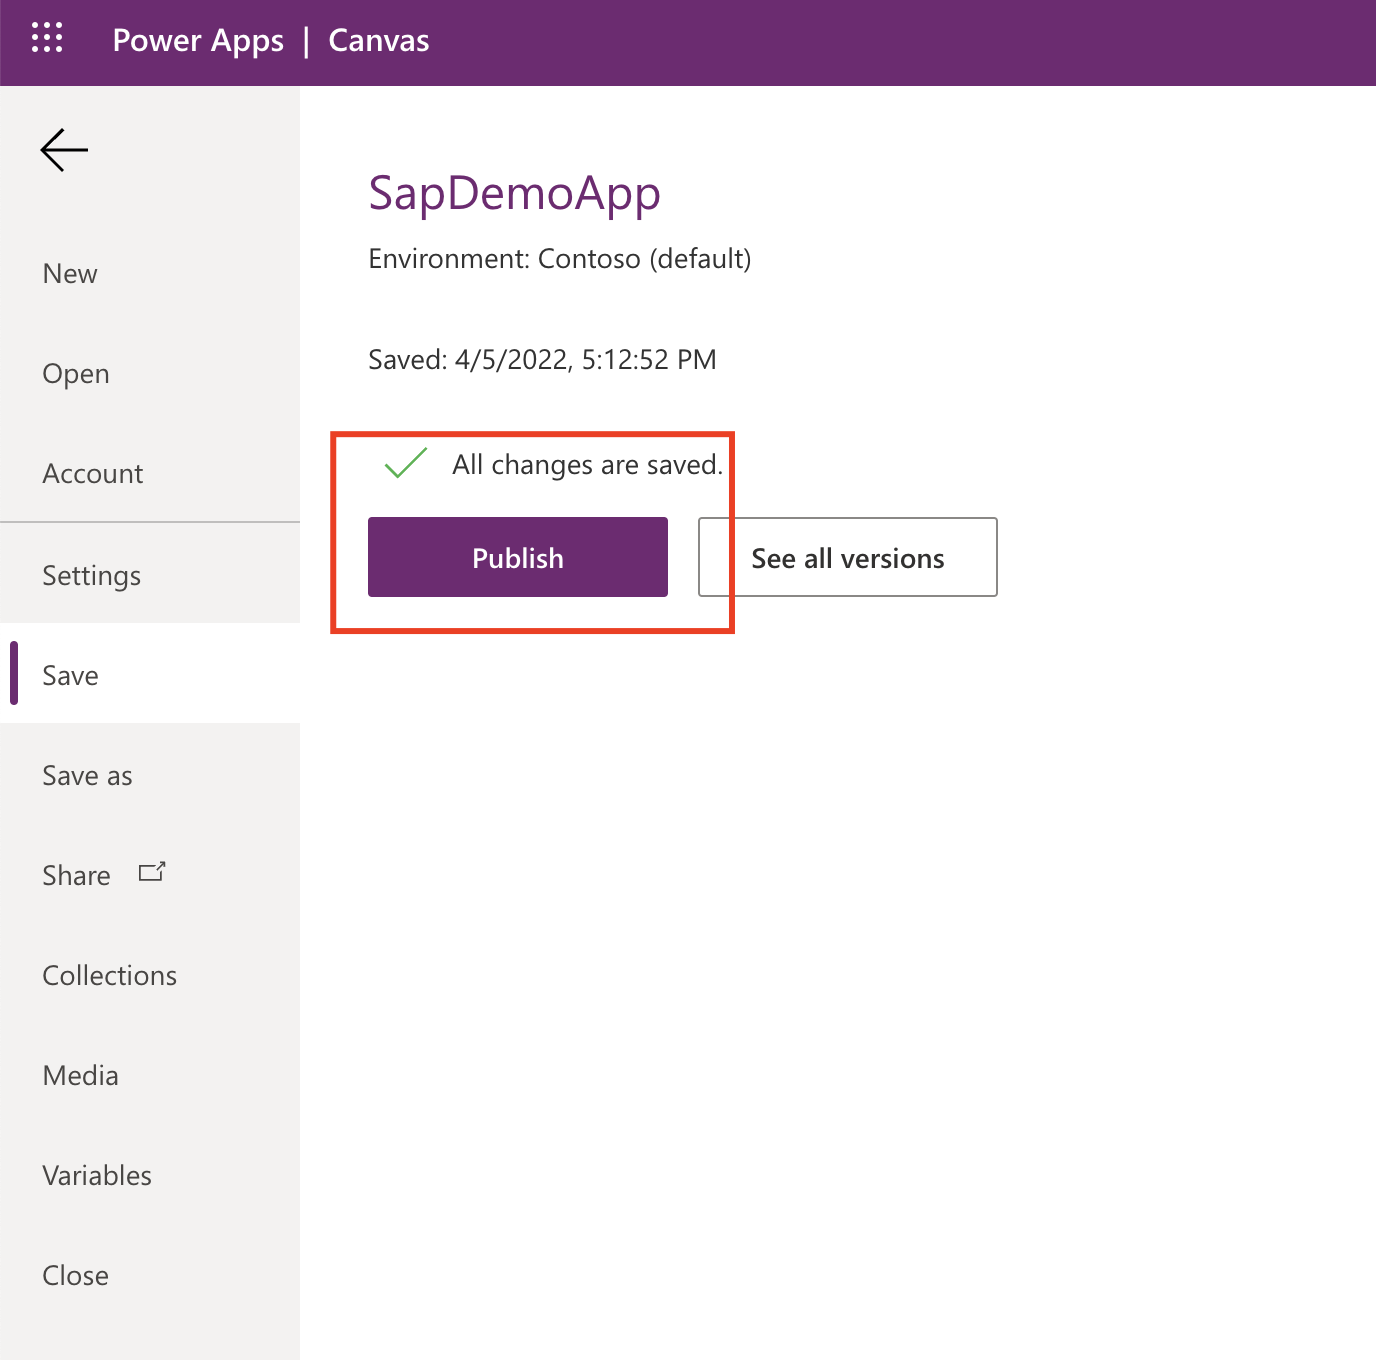 Power Apps | Canvas
New
Open
Account
Settings
Save
Save as
Share
Collections
Media
Variables
Close
SapDemoApp
Environment: Contoso (default)
Saved: 4/5/2022, 5:12:52 PM
All changes are saved.
Publish
See all versions